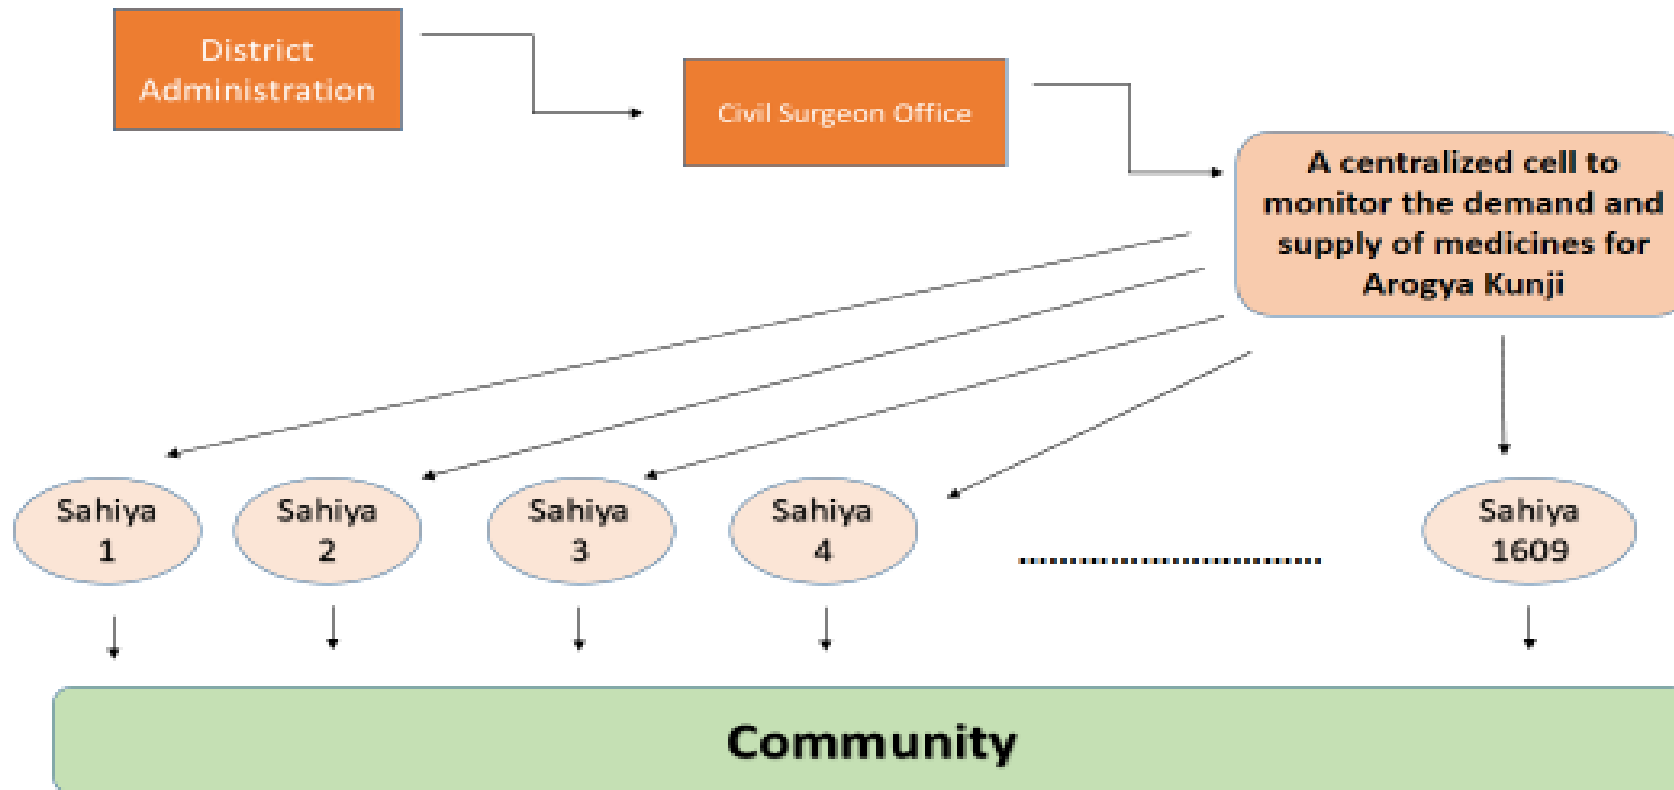 District
Administration
Civil Surgeon Office
A centralized cell to
monitor the demand and
supply of medicines for
Arogya Kunji
Sahiya
1
Sahiya
2
Sahiya
3
Sahiya
4
............................
Sahiya
1609
Community